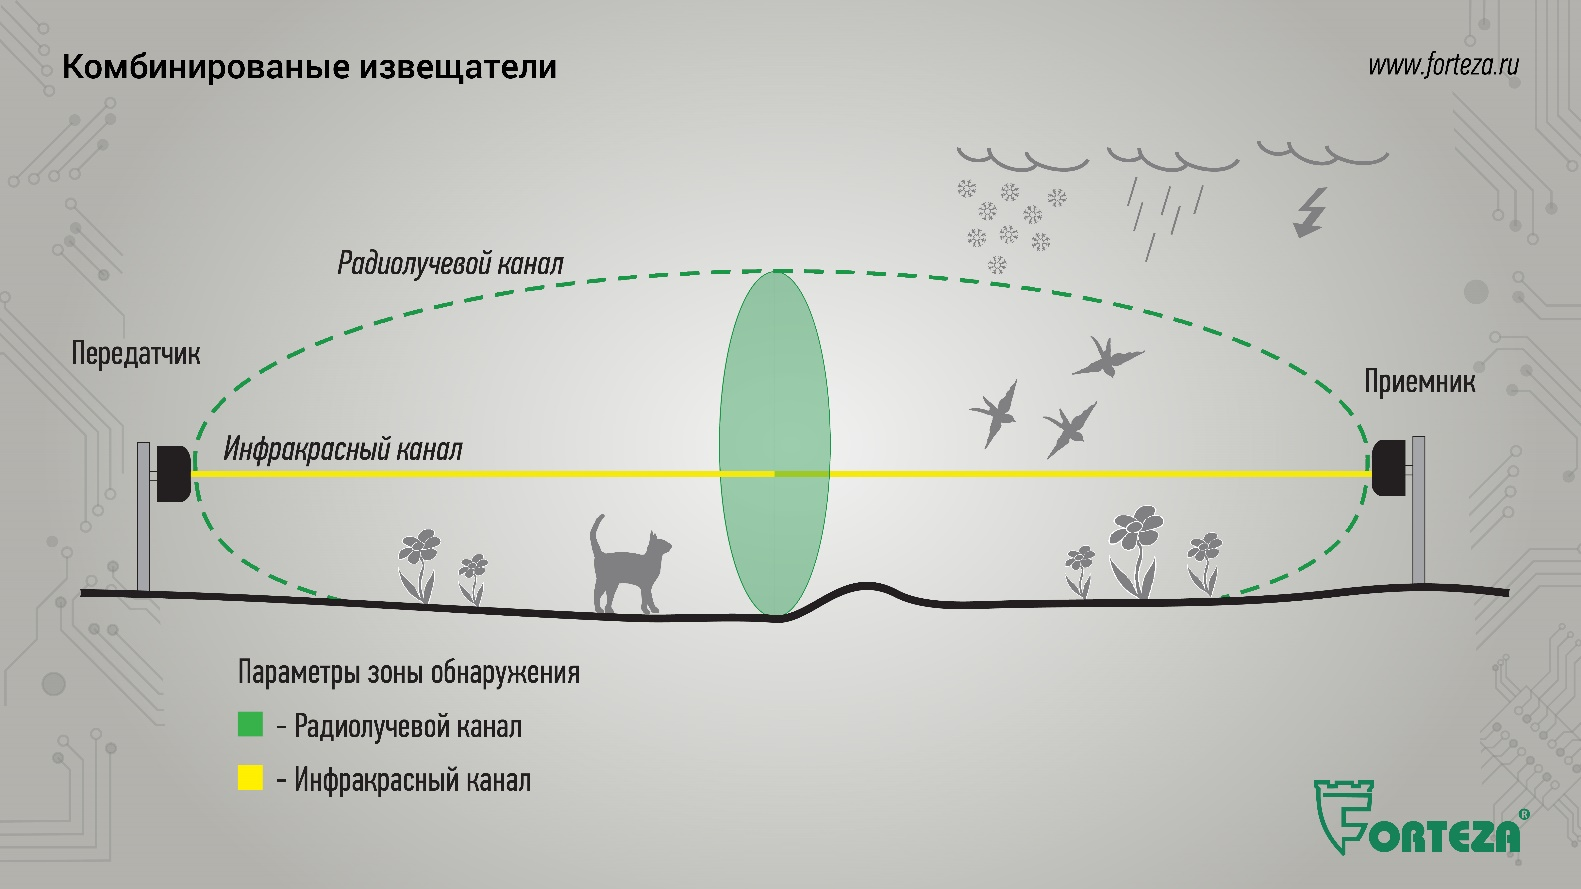 Комбинированые извещатели
www.forteza.ru
Радиолучевой канал
Передатчик
Приемник
Инфракрасный канал
Параметры зоны обнаружения
- Радиолучевой канал
- Инфракрасный канал
FORTEZA®